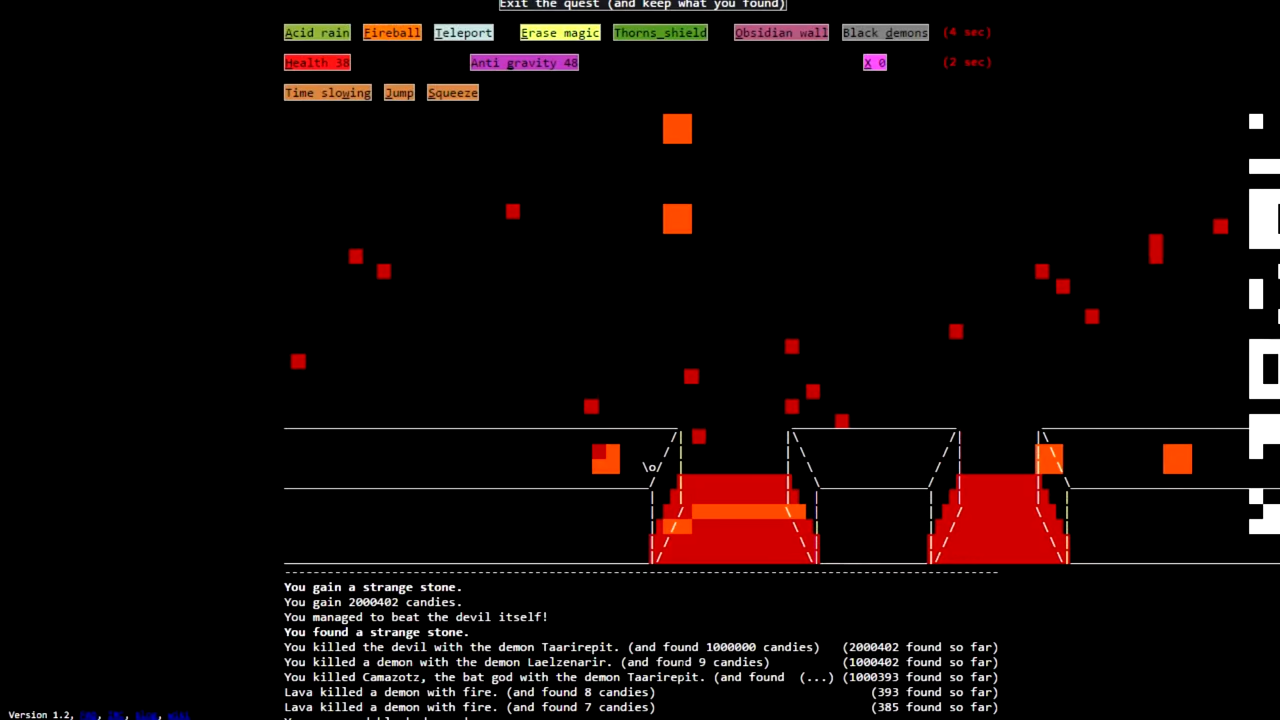 Exit the quest (and keep what you found)
Acid rain Fireball Teleport Erase magic Thorns_shield Obsidian wall Black demons (4 sec)
Health 38 Anti gravity 48 X 0 (2 sec)
Time slowing Jump Squeeze
\o/
You gain a strange stone.
You gain 2000402 candies.
You managed to beat the devil itself!
You found a strange stone.
You killed the devil with the demon Taarirepit. (and found 1000000 candies) (2000402 found so far)
You killed a demon with the demon Laelzenarir. (and found 9 candies) (1000402 found so far)
You killed Camazotz, the bat god with the demon Taarirepit. (and found (...) (1000393 found so far)
Lava killed a demon with fire. (and found 8 candies) (393 found so far)
Lava killed a demon with fire. (and found 7 candies) (385 found so far)
Version 1.2,